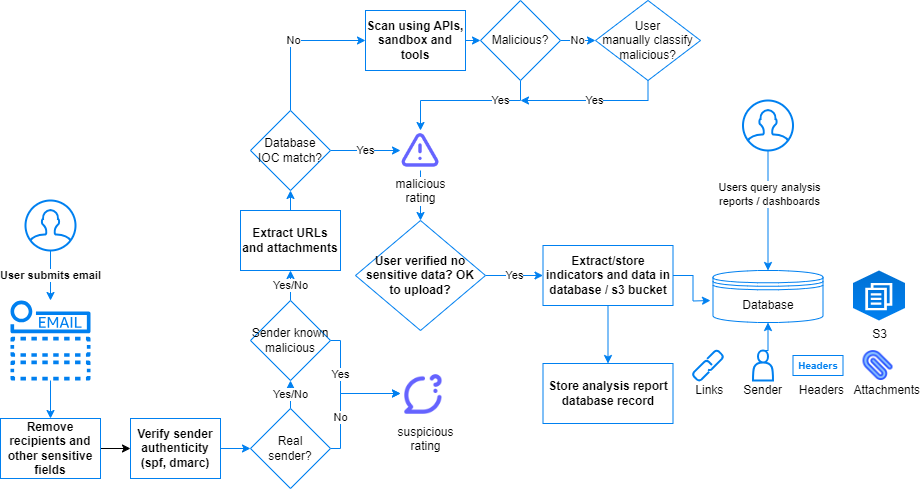 No
Scan using APIs,
sandbox and
tools
Malicious?
No
User
manually classify
malicious?
Yes
Yes
Database
IOC match?
Yes
malicious
rating
Users query analysis
reports / dashboards
Extract URLs
and attachments
User verified no
sensitive data? OK
to upload?
Yes
Extract/store
indicators and data in
database / s3 bucket
Database
S3
User submits email
EMAIL
Yes/No
Sender known
malicious
Yes
Yes/No
No
suspicious
rating
Store analysis report
database record
Links
Sender
Headers
Headers
Attachments
Remove
recipients and
other sensitive
fields
Verify sender
authenticity
(spf, dmarc)
Real
sender?